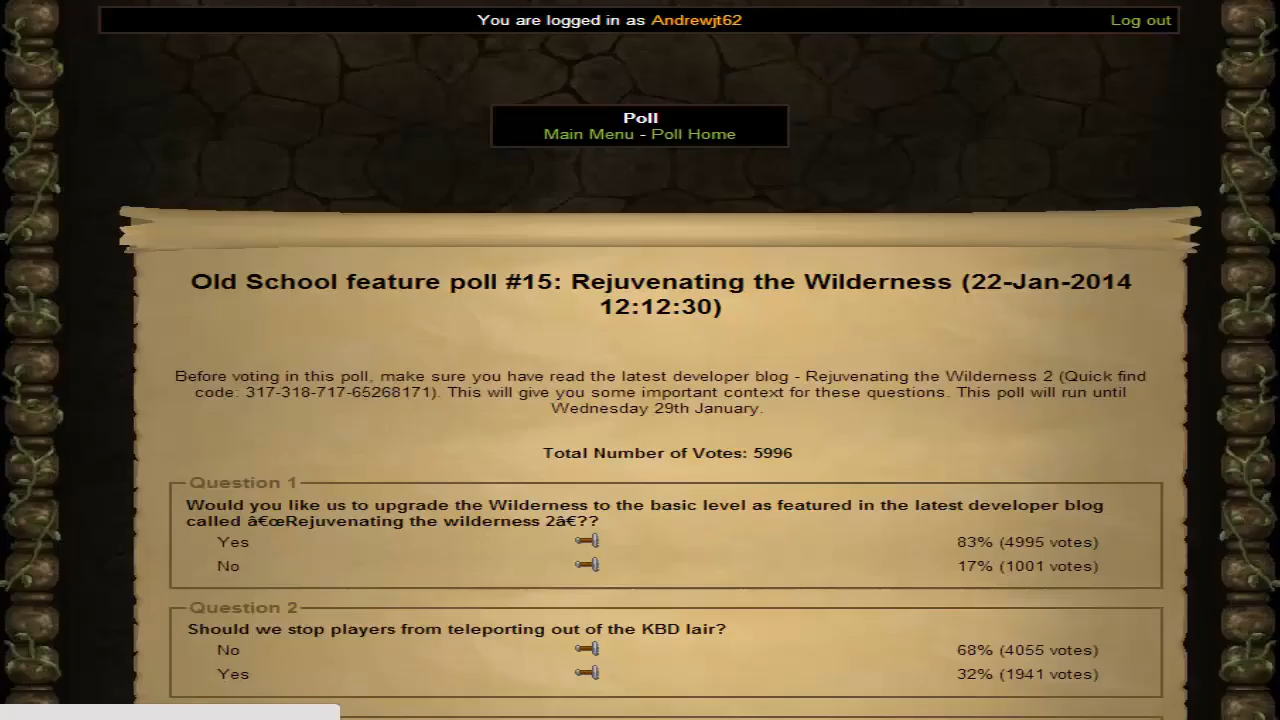 You are logged in as Andrewjt62
Log out
Poll
Main Menu - Poll Home
Old School feature poll #15: Rejuvenating the Wilderness (22-Jan-2014
12:12:30)
Before voting in this poll, make sure you have read the latest developer blog - Rejuvenating the Wilderness 2 (Quick find
code: 317-318-717-65268171). This will give you some important context for these questions. This poll will run until
Wednesday 29th January.
Total Number of Votes: 5996
Question 1
Would you like us to upgrade the Wilderness to the basic level as featured in the latest developer blog
called â€œRejuvenating the wilderness 2â€??
Yes 83% (4995 votes)
No 17% (1001 votes)
Question 2
Should we stop players from teleporting out of the KBD lair?
No 68% (4055 votes)
Yes 32% (1941 votes)